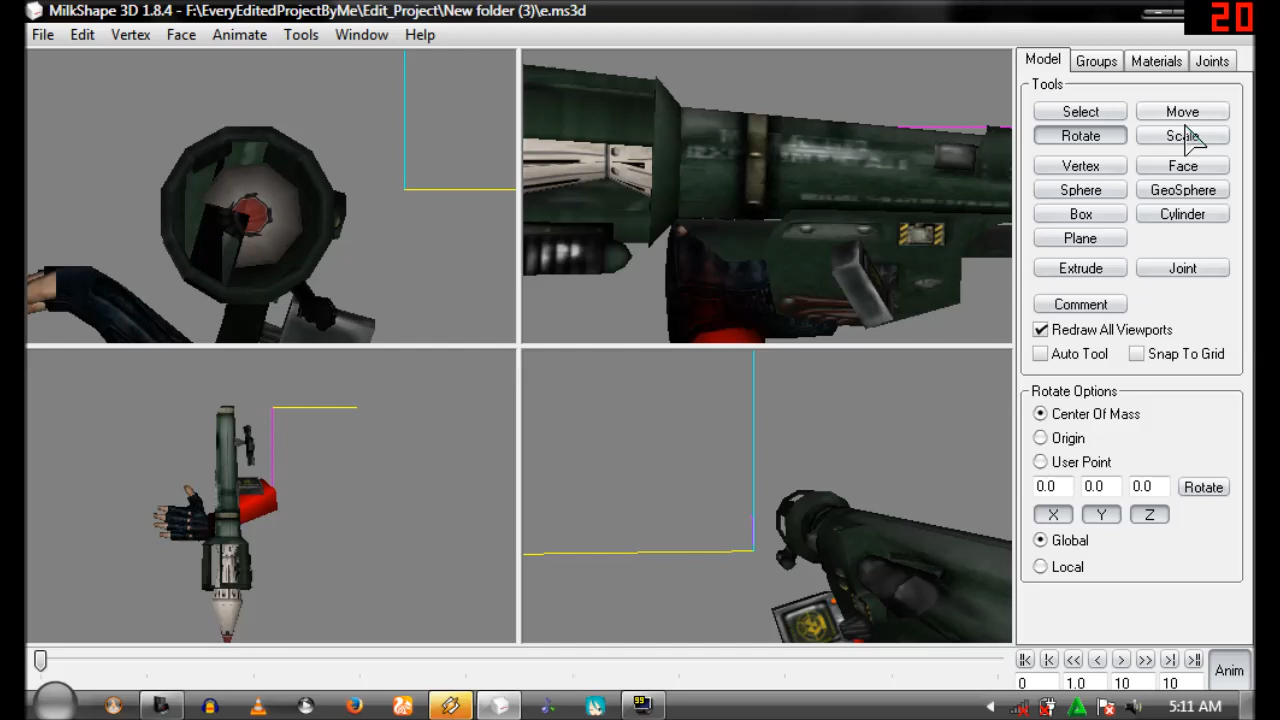 MilkShape 3D 1.8.4 - F:\EveryEditedProjectByMe\Edit_Project\New folder (3)\e.ms3d
20
File Edit Vertex Face Animate Tools Window Help
Model Groups Materials Joints
Tools
Select Move
Rotate Scale
Vertex Face
Sphere GeoSphere
Box Cylinder
Plane
Extrude Joint
Comment
Redraw All Viewports
Auto Tool Snap To Grid
Rotate Options
Center Of Mass
Origin
User Point
0.0 0.0 0.0 Rotate
X Y Z
Global
Local
|< |< << < > >> >| >|| Anim
0 1.0 10 10
99
5:11 AM